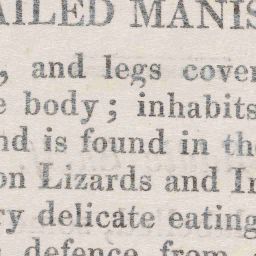 AILED MANIS
, and legs cover
e body; inhabits
nd is found in the
on Lizards and In
ry delicate eating
defence from